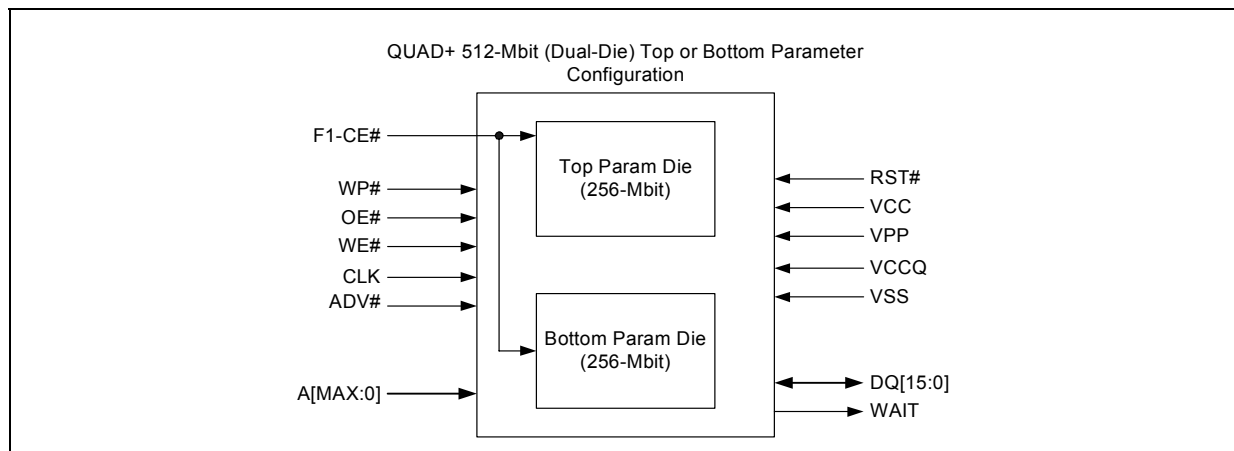 QUAD+ 512-Mbit (Dual-Die) Top or Bottom Parameter
Configuration
F1-CE#
WP#
OE#
WE#
CLK
ADV#
A[MAX:0]
Top Param Die
(256-Mbit)
Bottom Param Die
(256-Mbit)
RST#
VCC
VPP
VCCQ
VSS
DQ[15:0]
WAIT